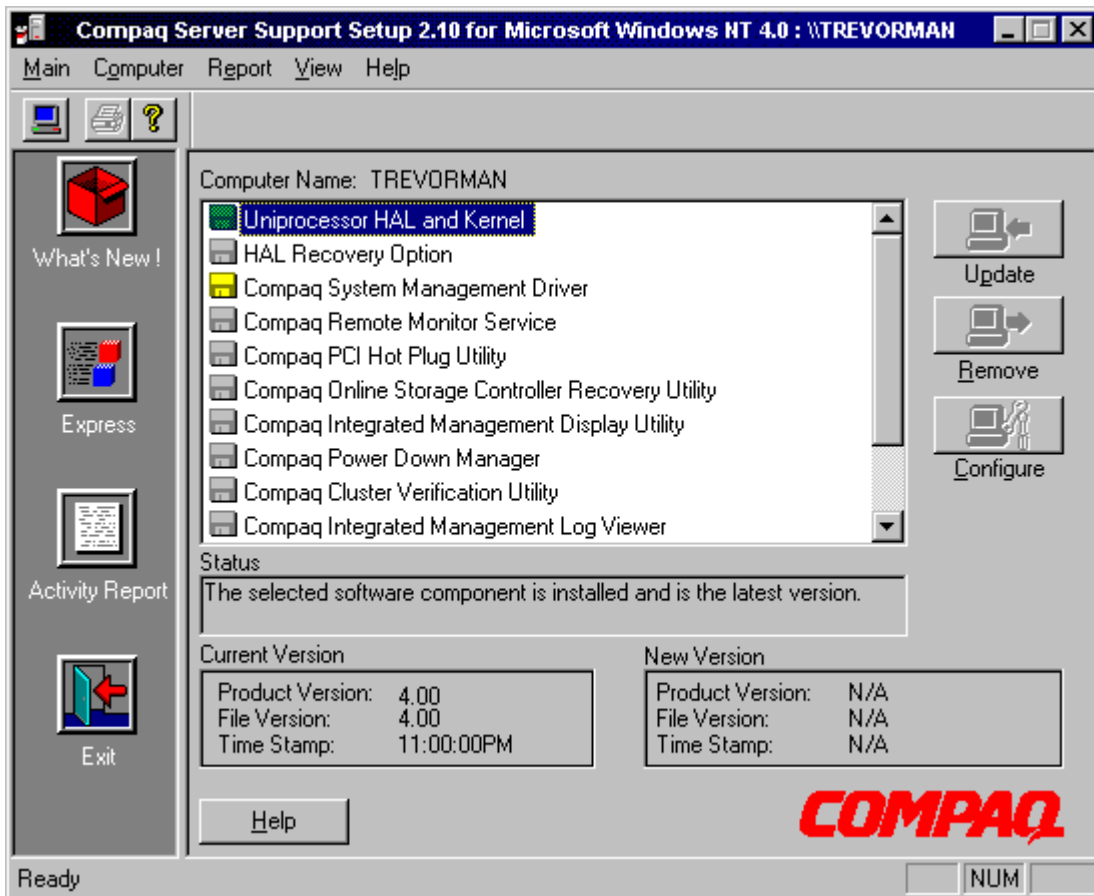 Compaq Server Support Setup 2.10 for Microsoft Windows NT 4.0 : \\TREVORMAN
Main Computer Report View Help
What's New !
Express
Activity Report
Exit
Computer Name: TREVORMAN
Uniprocessor HAL and Kernel
HAL Recovery Option
Compaq System Management Driver
Compaq Remote Monitor Service
Compaq PCI Hot Plug Utility
Compaq Online Storage Controller Recovery Utility
Compaq Integrated Management Display Utility
Compaq Power Down Manager
Compaq Cluster Verification Utility
Compaq Integrated Management Log Viewer
Update
Remove
Configure
Status
The selected software component is installed and is the latest version.
Current Version
Product Version: 4.00
File Version: 4.00
Time Stamp: 11:00:00PM
New Version
Product Version: N/A
File Version: N/A
Time Stamp: N/A
Help
COMPAQ
Ready
NUM